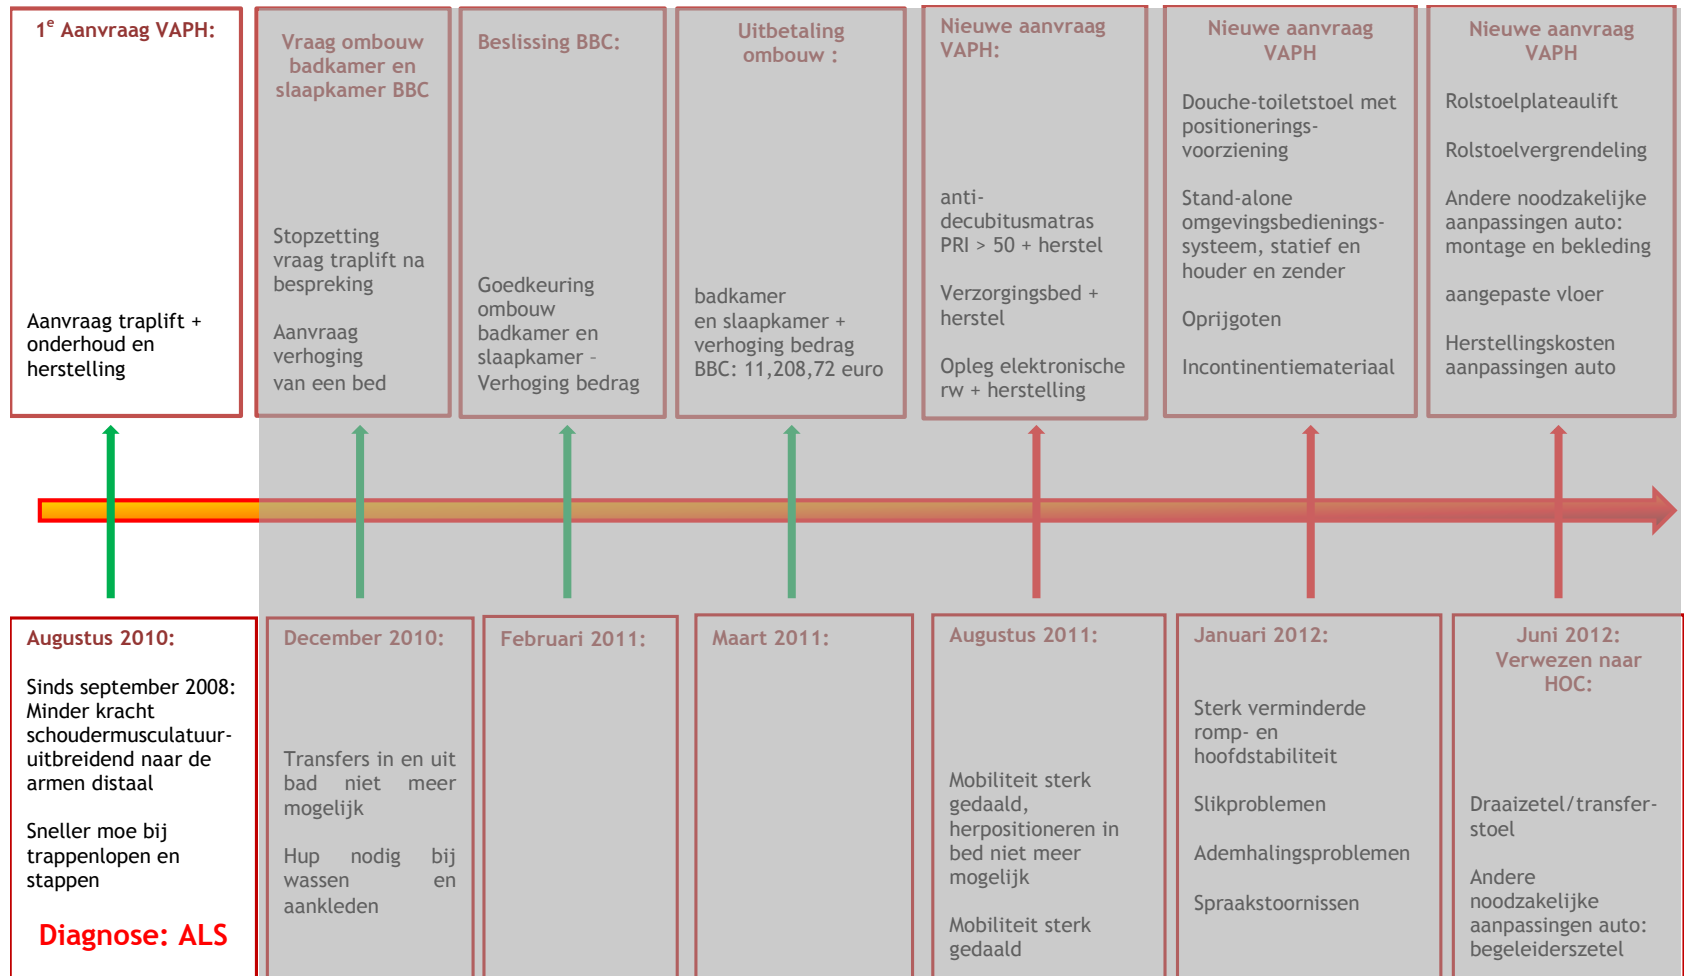 1e Aanvraag VAPH:
Aanvraag traplift +
onderhoud en
herstelling
Vraag ombouw
badkamer en
slaapkamer BBC
Stopzetting
vraag traplift na
bespreking
Aanvraag
verhoging
van een bed
Beslissing BBC:
Goedkeuring
ombouw
badkamer en
slaapkamer –
Verhoging bedrag
Uitbetaling
ombouw :
badkamer
en slaapkamer +
verhoging bedrag
BBC: 11,208,72 euro
Nieuwe aanvraag
VAPH:
anti-
decubitusmatras
PRI > 50 + herstel
Verzorgingsbed +
herstel
Opleg elektronische
rw + herstelling
Nieuwe aanvraag
VAPH
Douche-toiletstoel met
positionerings-
voorziening
Stand-alone
omgevingsbedienings-
systeem, statief en
houder en zender
Oprijgoten
Incontinentiemateriaal
Nieuwe aanvraag
VAPH
Rolstoelplateaulift
Rolstoelvergrendeling
Andere noodzakelijke
aanpassingen auto:
montage en bekleding
aangepaste vloer
Herstellingskosten
aanpassingen auto
Augustus 2010:
Sinds september 2008:
Minder kracht
schoudermusculatuur-
uitbreidend naar de
armen distaal
Sneller moe bij
trappenlopen en
stappen
Diagnose: ALS
December 2010:
Transfers in en uit
bad niet meer
mogelijk
Hup nodig bij
wassen en
aankleden
Februari 2011:
Maart 2011:
Augustus 2011:
Mobiliteit sterk
gedaald,
herpositioneren in
bed niet meer
mogelijk
Mobiliteit sterk
gedaald
Januari 2012:
Sterk verminderde
romp- en
hoofdstabiliteit
Slikproblemen
Ademhalingsproblemen
Spraakstoornissen
Juni 2012:
Verwezen naar
HOC:
Draaizetel/transfer-
stoel
Andere
noodzakelijke
aanpassingen auto:
begeleiderszetel